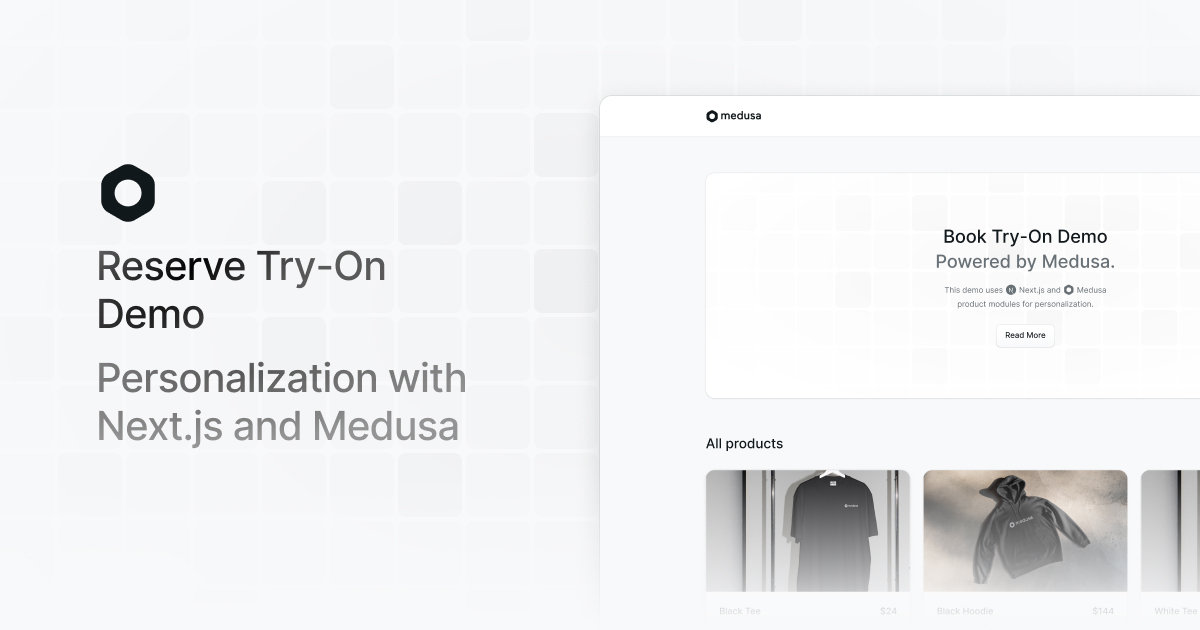 Reserve Try-On
Demo
Personalization with
Next.js and Medusa
medusa
Book Try-On Demo
Powered by Medusa.
This demo uses N Next.js and Medusa
product modules for personalization.
Read More
All products
medusa
Black Tee $24
Black Hoodie $144
White Tee